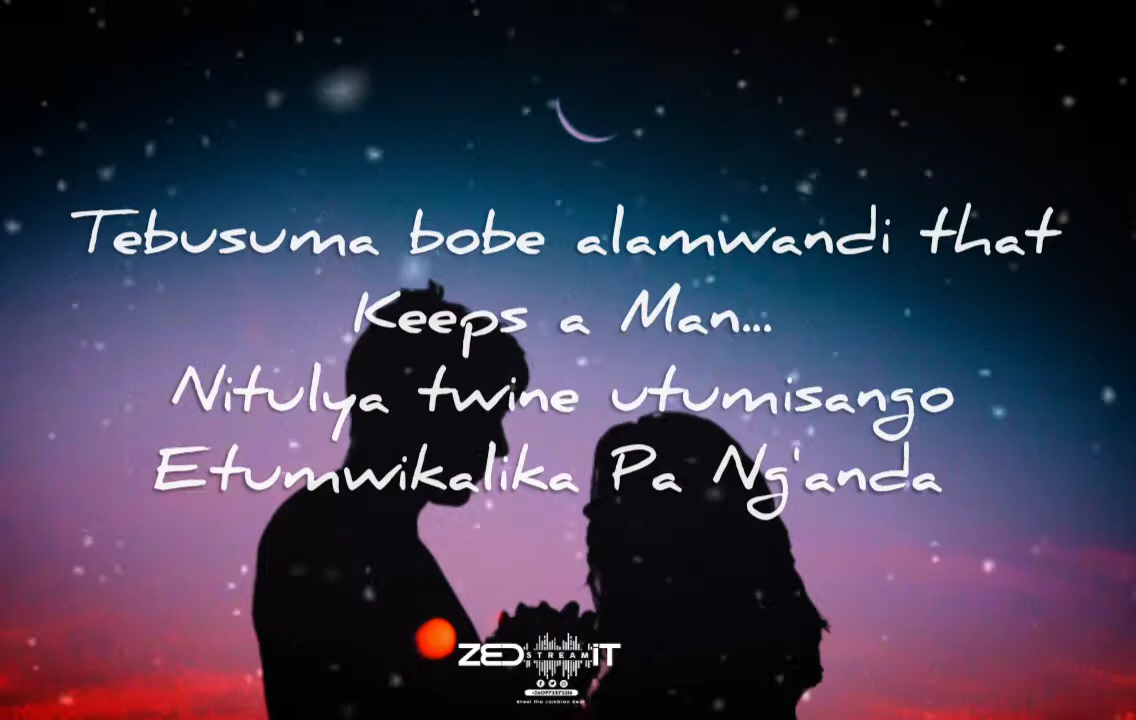 Tebusuma bobe alamwandi that
Keeps a Man...
Nitulya twine utumisango
Etumwikalika Pa Ng'anda
ZED STREAM iT